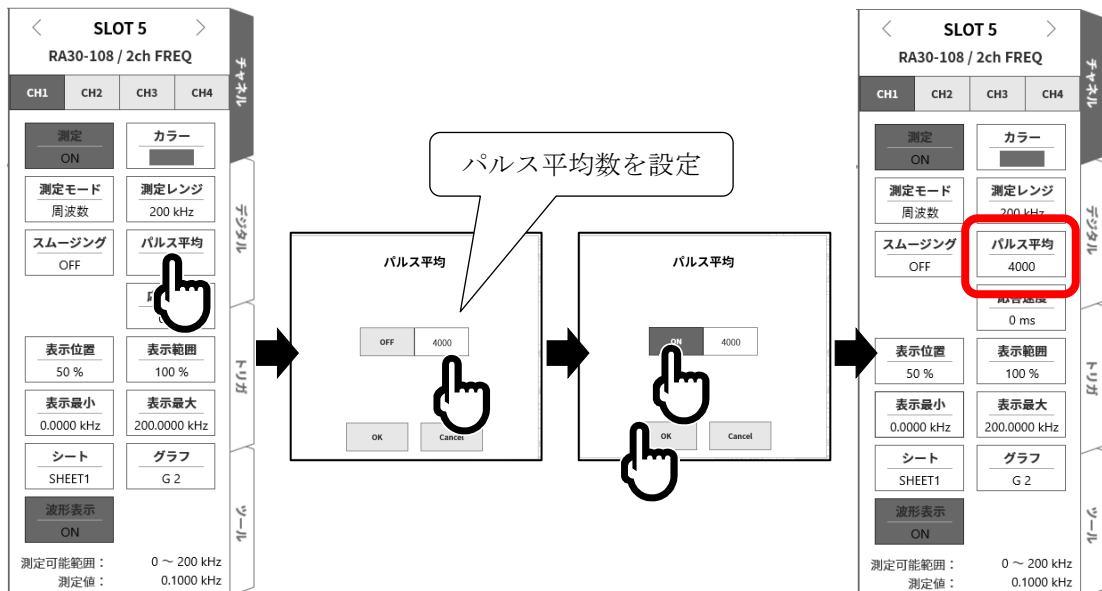 SLOT 5
RA30-108 / 2ch FREQ
CH1 CH2 CH3 CH4
測定 カラー
ON
測定モード 測定レンジ
周波数 200 kHz
スムージング パルス平均
OFF
表示位置 表示範囲
50 % 100 %
表示最小 表示最大
0.0000 kHz 200.0000 kHz
シート グラフ
SHEET1 G 2
波形表示
ON
測定可能範囲： 0 ～ 200 kHz
測定値： 0.1000 kHz
チャネル
デジタル
トリガ
ツール
パルス平均数を設定
パルス平均
OFF 4000
OK Cancel
パルス平均
ON 4000
OK Cancel
SLOT 5
RA30-108 / 2ch FREQ
CH1 CH2 CH3 CH4
測定 カラー
ON
測定モード 測定レンジ
周波数 200 kHz
スムージング パルス平均
OFF 4000
応答速度
0 ms
表示位置 表示範囲
50 % 100 %
表示最小 表示最大
0.0000 kHz 200.0000 kHz
シート グラフ
SHEET1 G 2
波形表示
ON
測定可能範囲： 0 ～ 200 kHz
測定値： 0.1000 kHz
チャネル
デジタル
トリガ
ツール